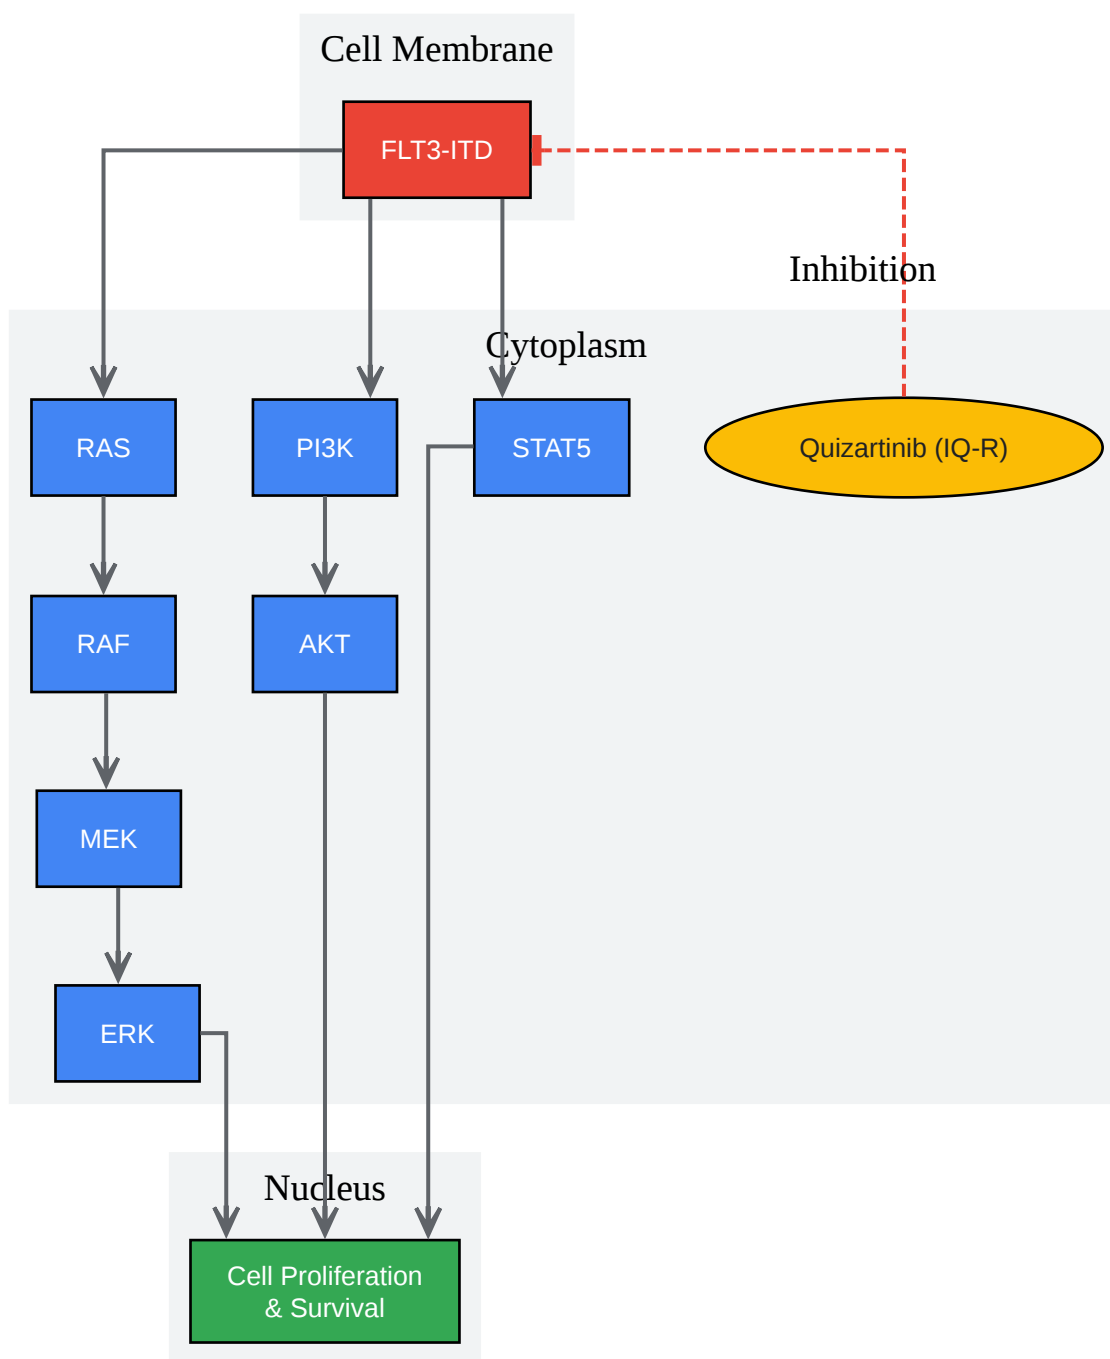 Cell Membrane
FLT3-ITD
Inhibition
Cytoplasm
RAS
PI3K
STAT5
Quizartinib (IQ-R)
RAF
AKT
MEK
ERK
Nucleus
Cell Proliferation
& Survival